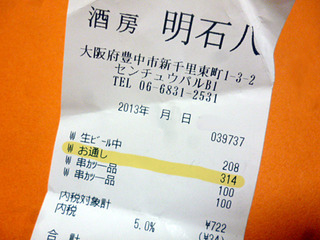 酒房 明石八
大阪府豊中市新千里東町1-3-2
センチュウパルB1
TEL 06-6831-2531
2013年 月 日
039737
W 生ビール中 208
W お通し 314
W 串カツ一品 100
W 串カツ一品 100
内税対象計 ¥722
内税 5.0% (¥34)
合計